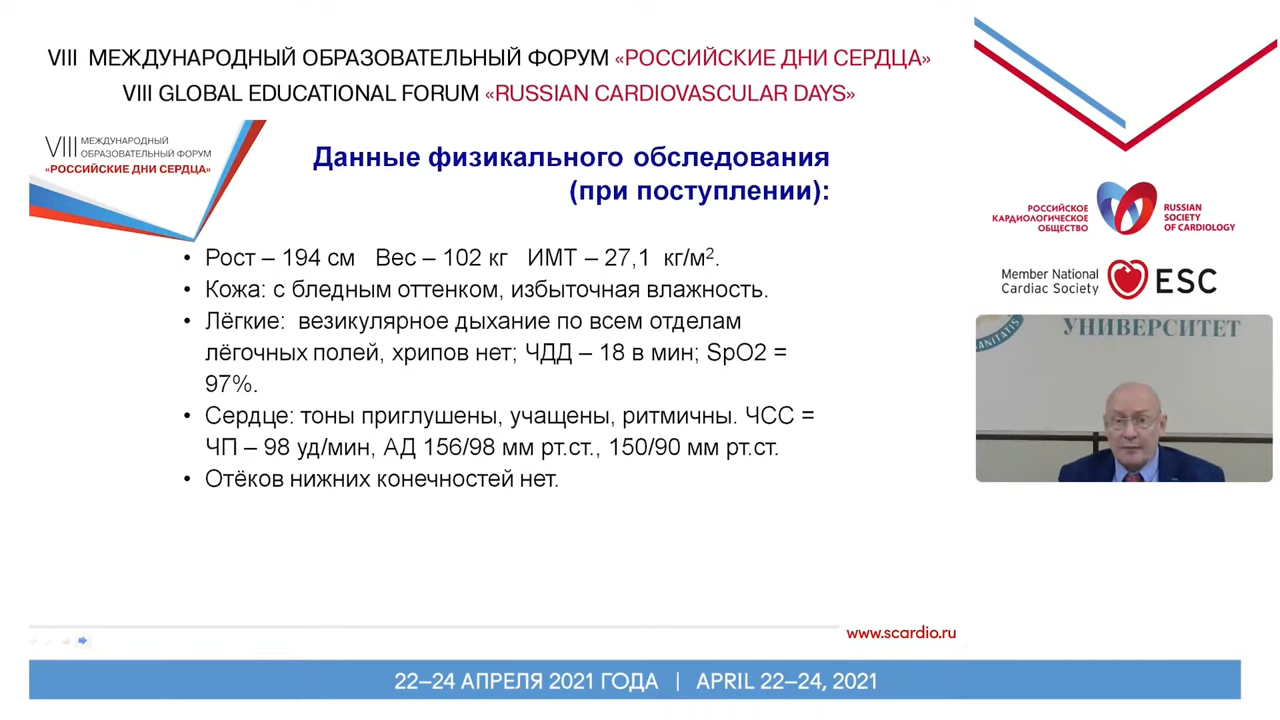 VIII МЕЖДУНАРОДНЫЙ ОБРАЗОВАТЕЛЬНЫЙ ФОРУМ «РОССИЙСКИЕ ДНИ СЕРДЦА»
VIII GLOBAL EDUCATIONAL FORUM «RUSSIAN CARDIOVASCULAR DAYS»
VIII МЕЖДУНАРОДНЫЙ
ОБРАЗОВАТЕЛЬНЫЙ ФОРУМ
«РОССИЙСКИЕ ДНИ СЕРДЦА»
Данные физикального обследования
(при поступлении):
• Рост – 194 см Вес – 102 кг ИМТ – 27,1 кг/м².
• Кожа: с бледным оттенком, избыточная влажность.
• Лёгкие: везикулярное дыхание по всем отделам
лёгочных полей, хрипов нет; ЧДД – 18 в мин; SpO2 =
97%.
• Сердце: тоны приглушены, учащены, ритмичны. ЧСС =
ЧП – 98 уд/мин, АД 156/98 мм рт.ст., 150/90 мм рт.ст.
• Отёков нижних конечностей нет.
РОССИЙСКОЕ
КАРДИОЛОГИЧЕСКОЕ
ОБЩЕСТВО
RUSSIAN
SOCIETY
OF CARDIOLOGY
Member National
Cardiac Society
ESC
УНИВЕРСИТЕТ
www.scardio.ru
22–24 АПРЕЛЯ 2021 ГОДА | APRIL 22–24, 2021